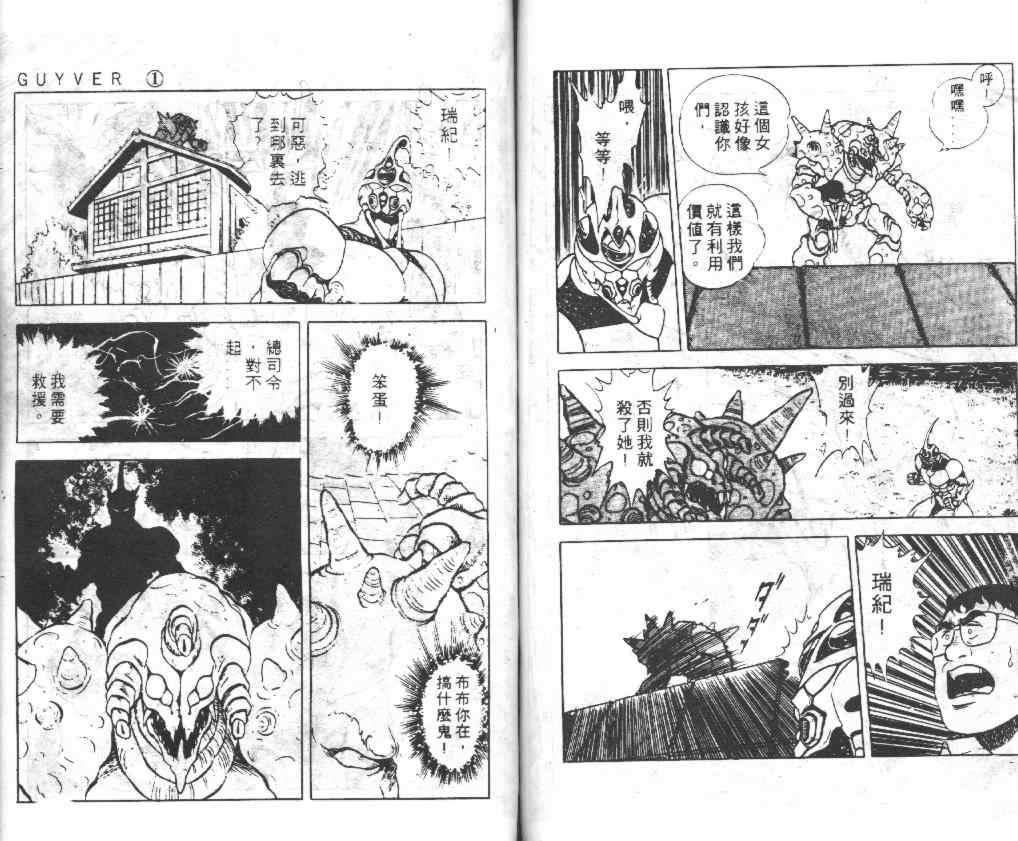 呼！
嘿嘿……
這個女
孩好像
認識你
們，
這樣我們
就有利用
價值了。
喂，
等等！
別過來！
否則我就
殺了她！
瑞紀！
ダダ
GUYVER ①
瑞紀！
可惡，逃
到哪裏去
了？
笨蛋！
布布你在，
搞什麼鬼！
總司令
，對不
起……
我需要
救援。